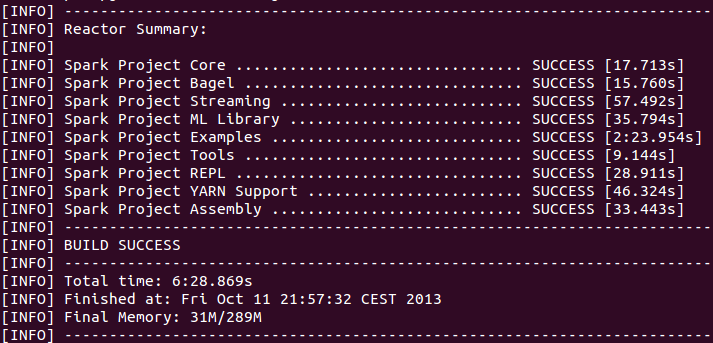 [INFO] ------------------------------------------------------------------------
[INFO] Reactor Summary:
[INFO]
[INFO] Spark Project Core ................................ SUCCESS [17.713s]
[INFO] Spark Project Bagel ............................... SUCCESS [15.760s]
[INFO] Spark Project Streaming ........................... SUCCESS [57.492s]
[INFO] Spark Project ML Library .......................... SUCCESS [35.794s]
[INFO] Spark Project Examples ............................ SUCCESS [2:23.954s]
[INFO] Spark Project Tools ............................... SUCCESS [9.144s]
[INFO] Spark Project REPL ................................ SUCCESS [28.911s]
[INFO] Spark Project YARN Support ........................ SUCCESS [46.324s]
[INFO] Spark Project Assembly ............................ SUCCESS [33.443s]
[INFO] ------------------------------------------------------------------------
[INFO] BUILD SUCCESS
[INFO] ------------------------------------------------------------------------
[INFO] Total time: 6:28.869s
[INFO] Finished at: Fri Oct 11 21:57:32 CEST 2013
[INFO] Final Memory: 31M/289M
[INFO] ------------------------------------------------------------------------